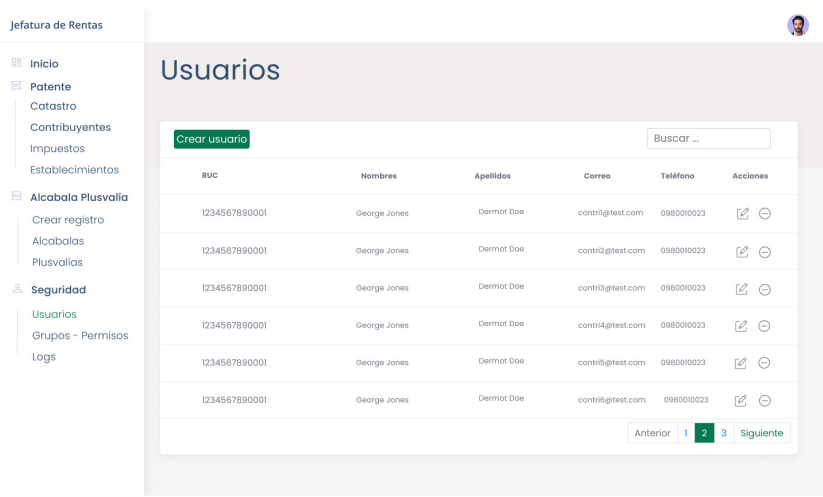 Jefatura de Rentas
Inicio
Patente
Catastro
Contribuyentes
Impuestos
Establecimientos
Alcabala Plusvalía
Crear registro
Alcabalas
Plusvalías
Seguridad
Usuarios
Grupos - Permisos
Logs
Usuarios
Crear usuario Buscar ...
RUC Nombres Apellidos Correo Teléfono Acciones
1234567890001 George Jones Dermot Doe contri1@test.com 0980010023
1234567890001 George Jones Dermot Doe contri2@test.com 0980010023
1234567890001 George Jones Dermot Doe contri3@test.com 0980010023
1234567890001 George Jones Dermot Doe contri4@test.com 0980010023
1234567890001 George Jones Dermot Doe contri5@test.com 0980010023
1234567890001 George Jones Dermot Doe contri6@test.com 0980010023
Anterior 1 2 3 Siguiente